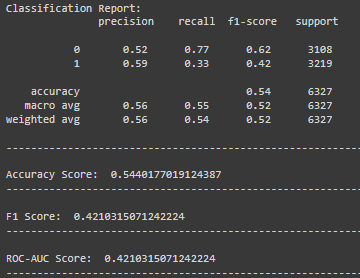 Classification Report:
precision recall f1-score support
0 0.52 0.77 0.62 3108
1 0.59 0.33 0.42 3219
accuracy 0.54 6327
macro avg 0.56 0.55 0.52 6327
weighted avg 0.56 0.54 0.52 6327
------------------------------------------------------------
Accuracy Score: 0.5440177019124387
------------------------------------------------------------
F1 Score: 0.4210315071242224
------------------------------------------------------------
ROC-AUC Score: 0.4210315071242224
------------------------------------------------------------